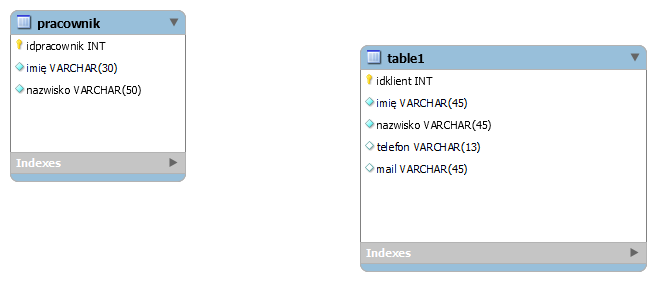 pracownik
idpracownik INT
imię VARCHAR(30)
nazwisko VARCHAR(50)
Indexes
table1
idklient INT
imię VARCHAR(45)
nazwisko VARCHAR(45)
telefon VARCHAR(13)
mail VARCHAR(45)
Indexes